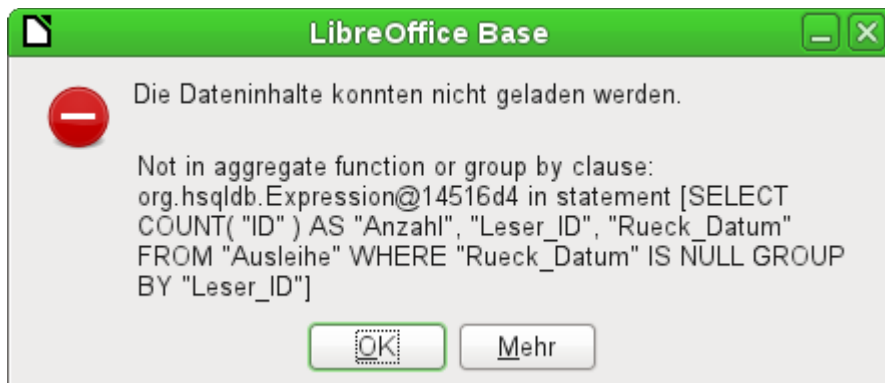 LibreOffice Base
Die Dateninhalte konnten nicht geladen werden.
Not in aggregate function or group by clause:
org.hsqldb.Expression@14516d4 in statement [SELECT
COUNT( "ID" ) AS "Anzahl", "Leser_ID", "Rueck_Datum"
FROM "Ausleihe" WHERE "Rueck_Datum" IS NULL GROUP
BY "Leser_ID"]
OK Mehr